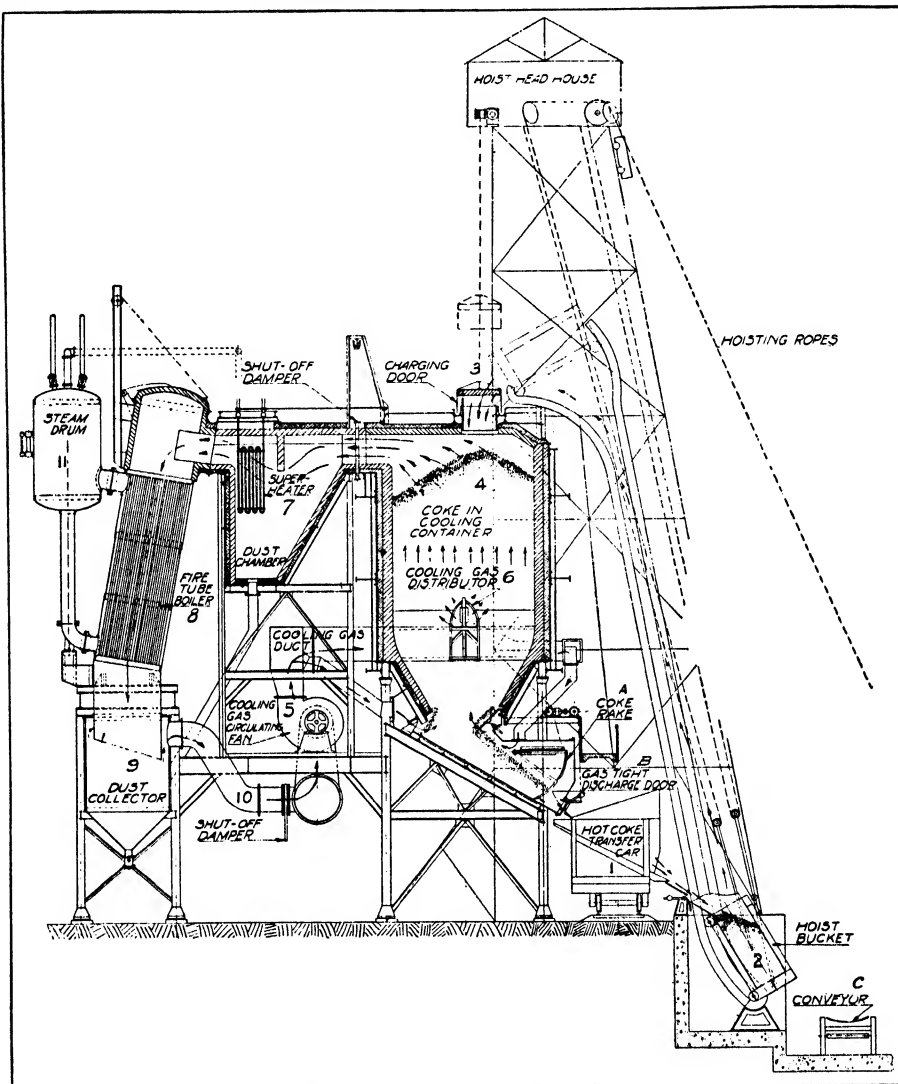 HOIST HEAD HOUSE
HOISTING ROPES
SHUT-OFF
DAMPER
CHARGING
DOOR
3
STEAM
DRUM
11
SUPER-
HEATER
7
4
COKE IN
COOLING
CONTAINER
DUST
CHAMBER
COOLING GAS
DISTRIBUTOR
6
FIRE
TUBE
BOILER
8
COOLING GAS
DUCT
5
COOLING
GAS
CIRCULATING
FAN
A
COKE
RAKE
B
GAS TIGHT
DISCHARGE DOOR
9
DUST
COLLECTOR
10
SHUT-OFF
DAMPER
HOT COKE
TRANSFER
CAR
1
HOIST
BUCKET
2
C
CONVEYUR